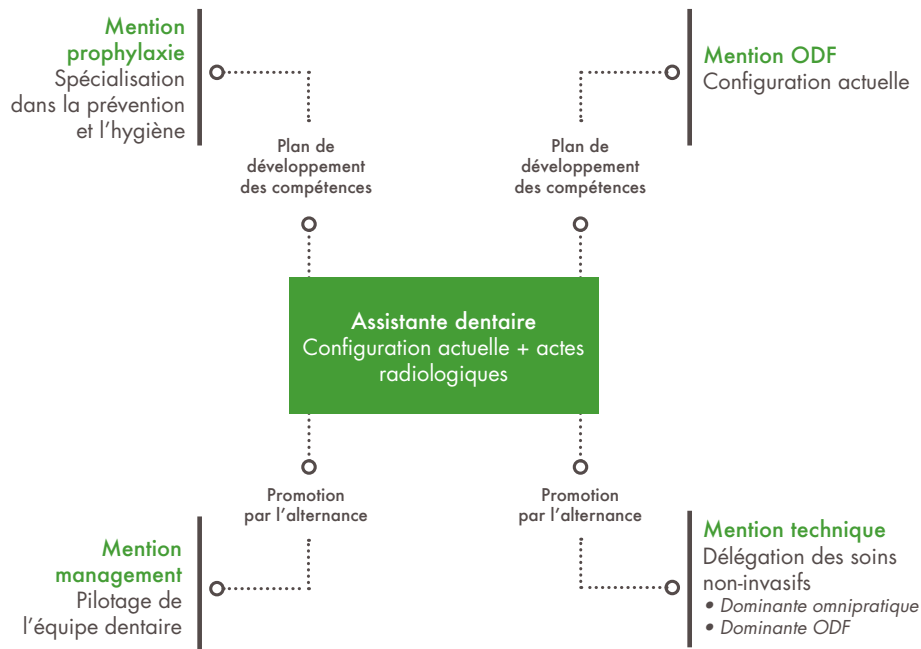 Mention
prophylaxie
Spécialisation
dans la prévention
et l'hygiène
Mention ODF
Configuration actuelle
Plan de
développement
des compétences
Plan de
développement
des compétences
Assistante dentaire
Configuration actuelle + actes
radiologiques
Promotion
par l'alternance
Promotion
par l'alternance
Mention
management
Pilotage de
l'équipe dentaire
Mention technique
Délégation des soins
non-invasifs
• Dominante omnipratique
• Dominante ODF